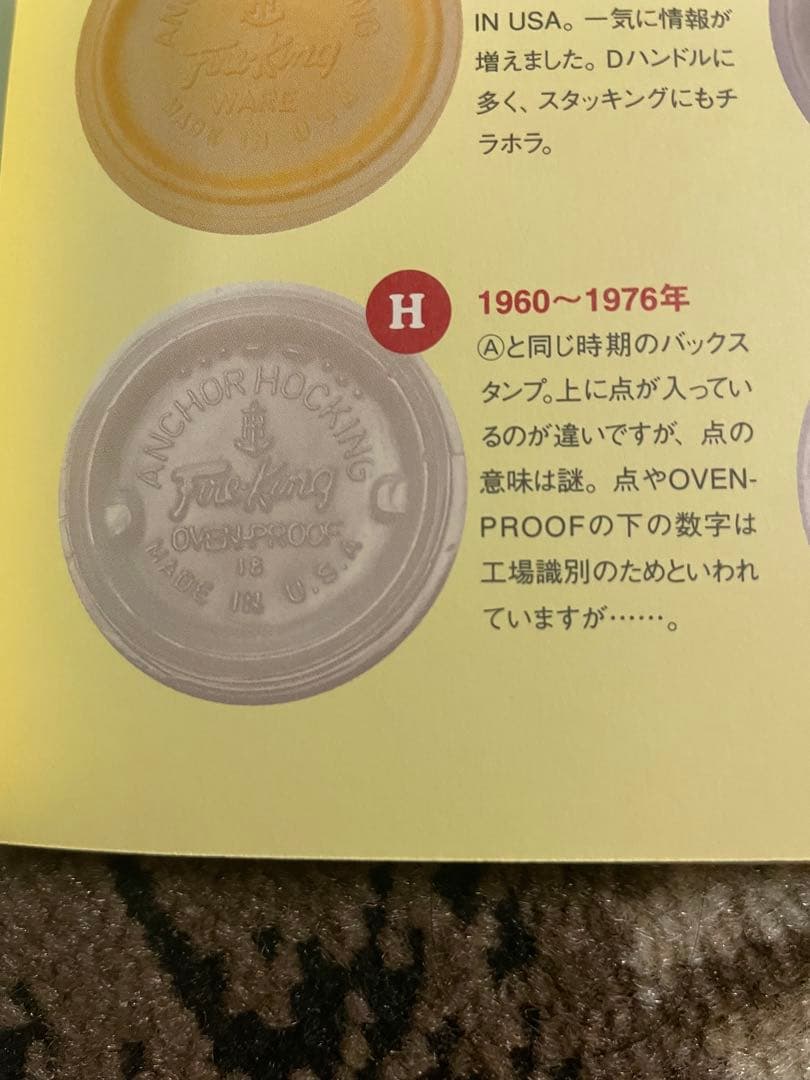 ANCHOR HOCKING
Fire-King
WARE
MADE IN U.S.A
IN USA。一気に情報が
増えました。Dハンドルに
多く、スタッキングにもチ
ラホラ。
H
1960〜1976年
Ⓐと同じ時期のバックス
タンプ。上に点が入ってい
るのが違いですが、点の
意味は謎。点やOVEN-
PROOFの下の数字は
工場識別のためといわれ
ていますが……。
ANCHOR HOCKING
Fire-King
OVEN-PROOF
18
MADE IN U.S.A